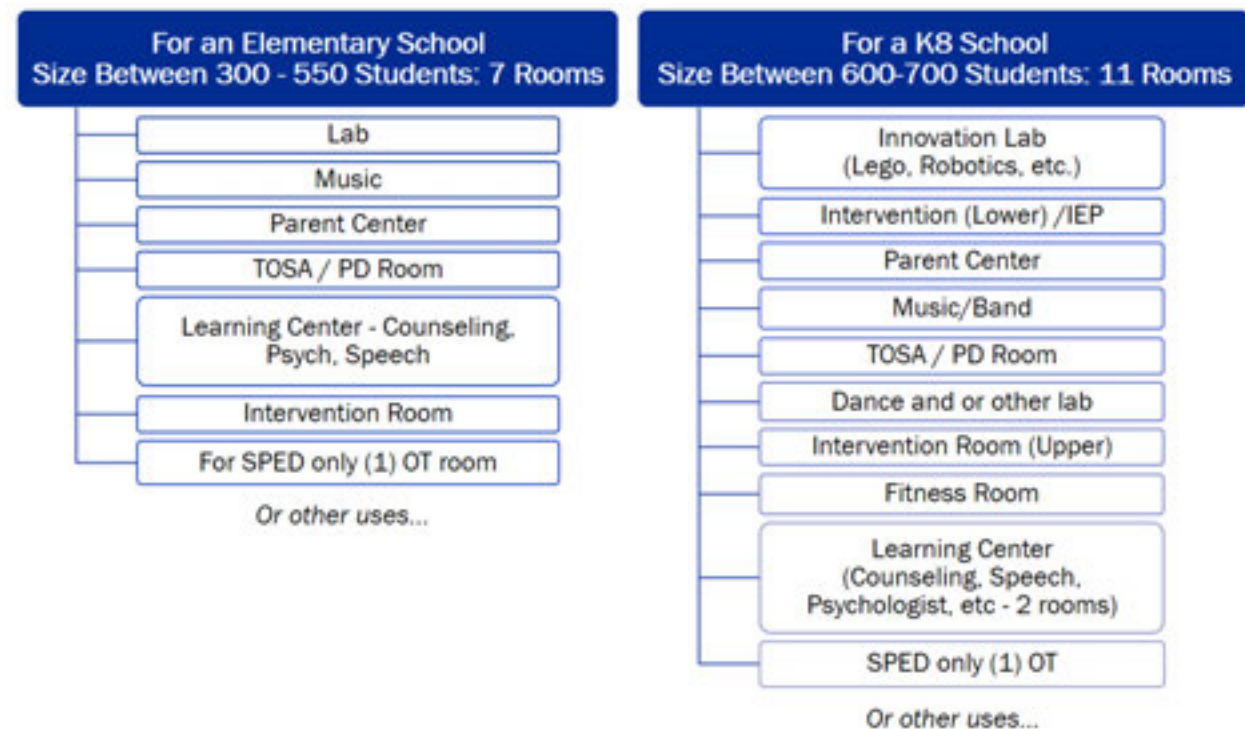 For an Elementary School
Size Between 300 - 550 Students: 7 Rooms
Lab
Music
Parent Center
TOSA / PD Room
Learning Center - Counseling,
Psych, Speech
Intervention Room
For SPED only (1) OT room
Or other uses...
For a K8 School
Size Between 600-700 Students: 11 Rooms
Innovation Lab
(Lego, Robotics, etc.)
Intervention (Lower) /IEP
Parent Center
Music/Band
TOSA / PD Room
Dance and or other lab
Intervention Room (Upper)
Fitness Room
Learning Center
(Counseling, Speech,
Psychologist, etc - 2 rooms)
SPED only (1) OT
Or other uses...